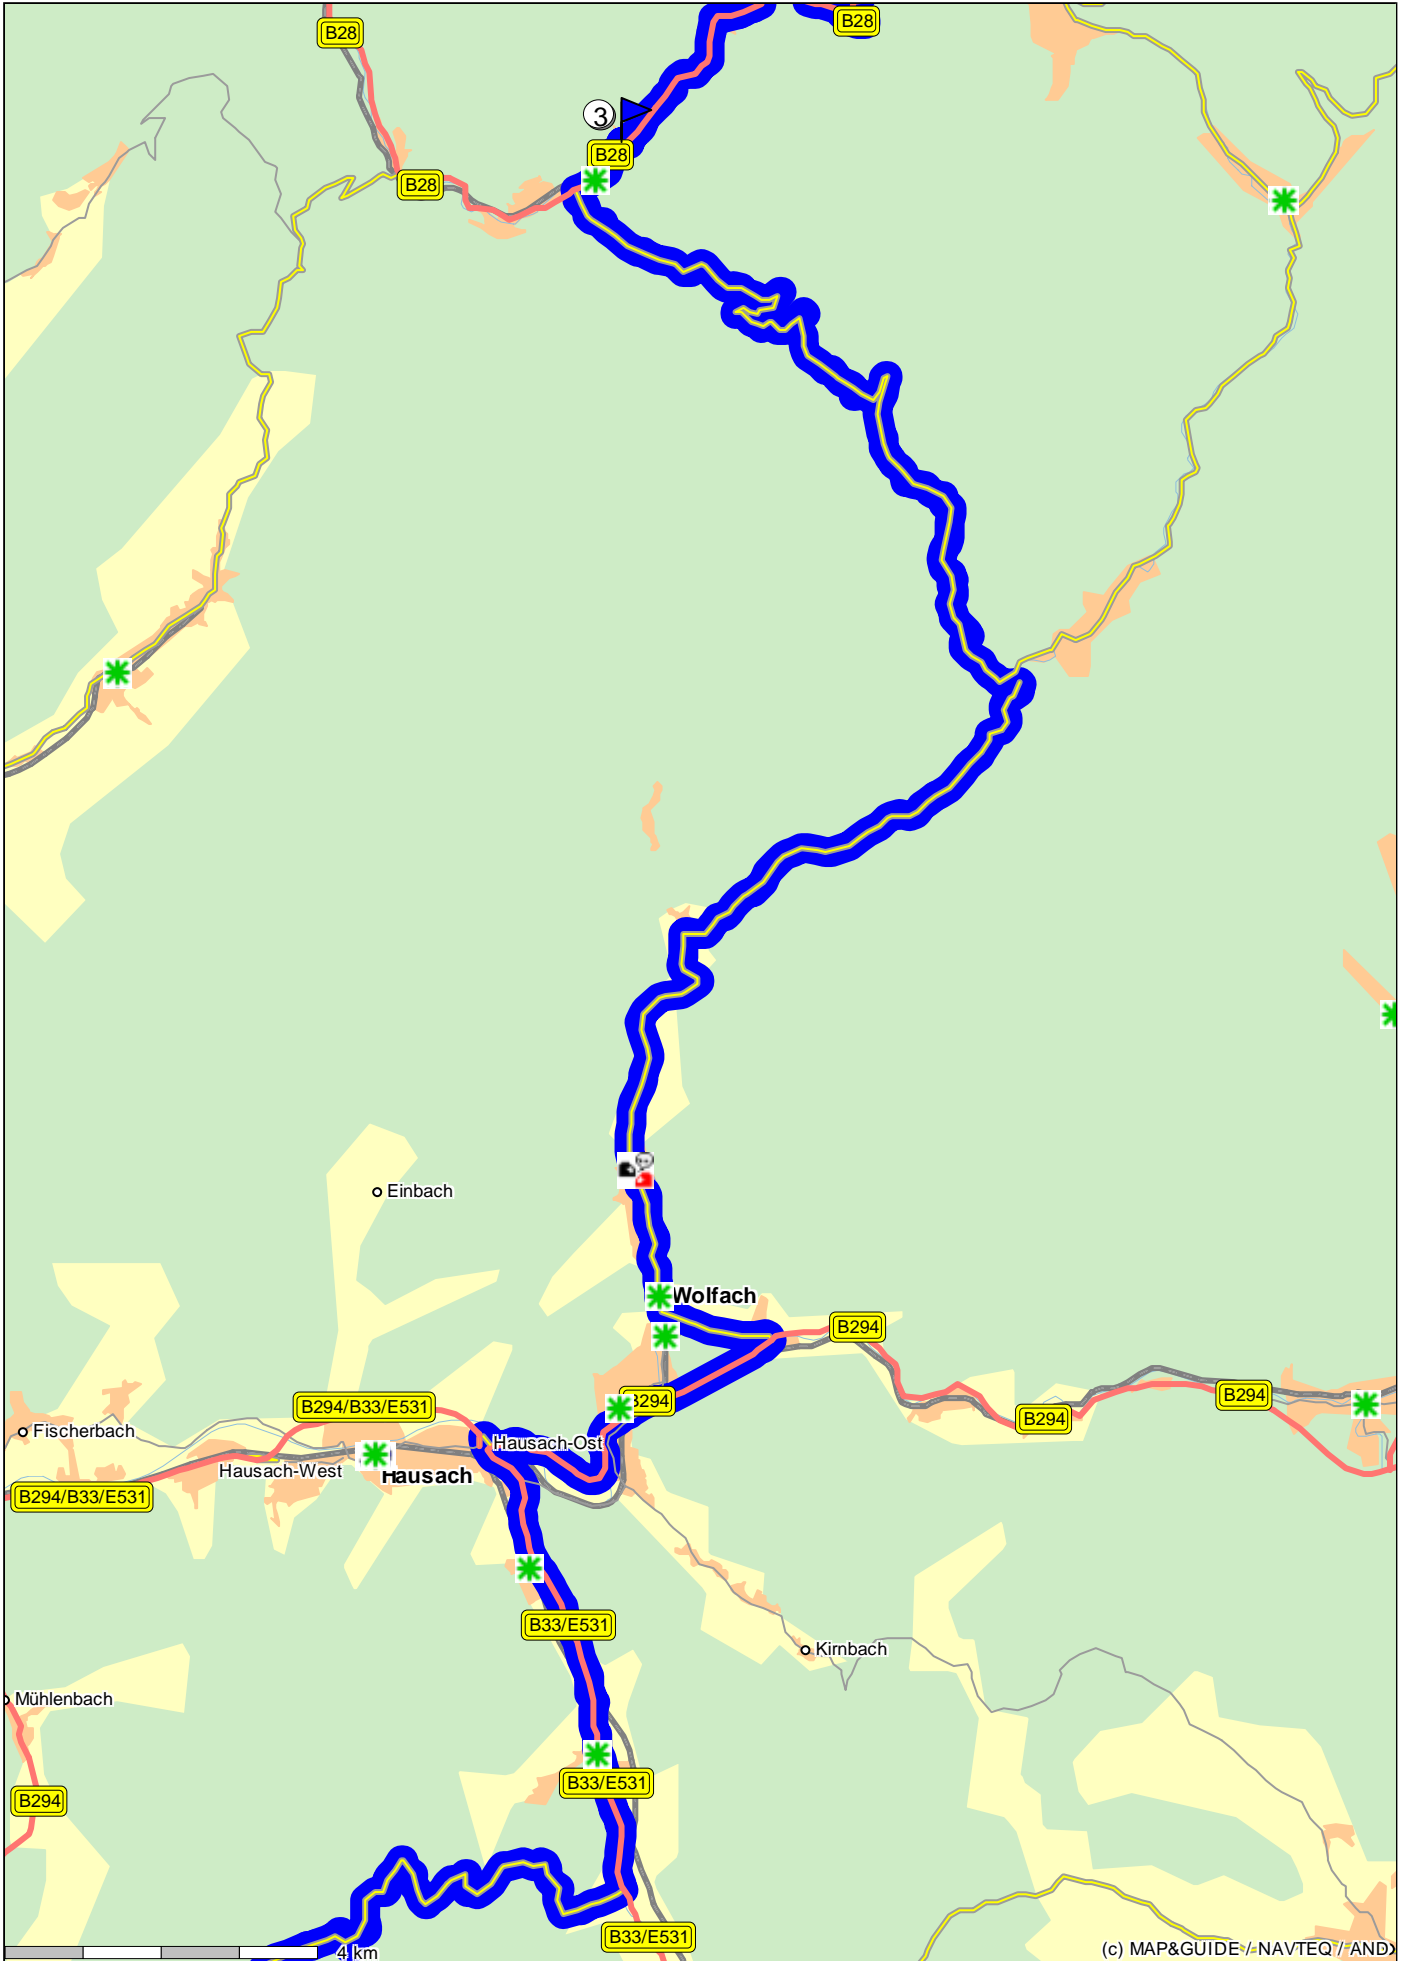 B28
B28
3
B28
B28
Einbach
Wolfach
B294
B294
B294
B294/B33/E531
B294
Fischerbach
Hausach-Ost
Hausach-West
Hausach
B294/B33/E531
B33/E531
Kirnbach
Mühlenbach
B33/E531
B294
B33/E531
4 km
(c) MAP&GUIDE / NAVTEQ / AND